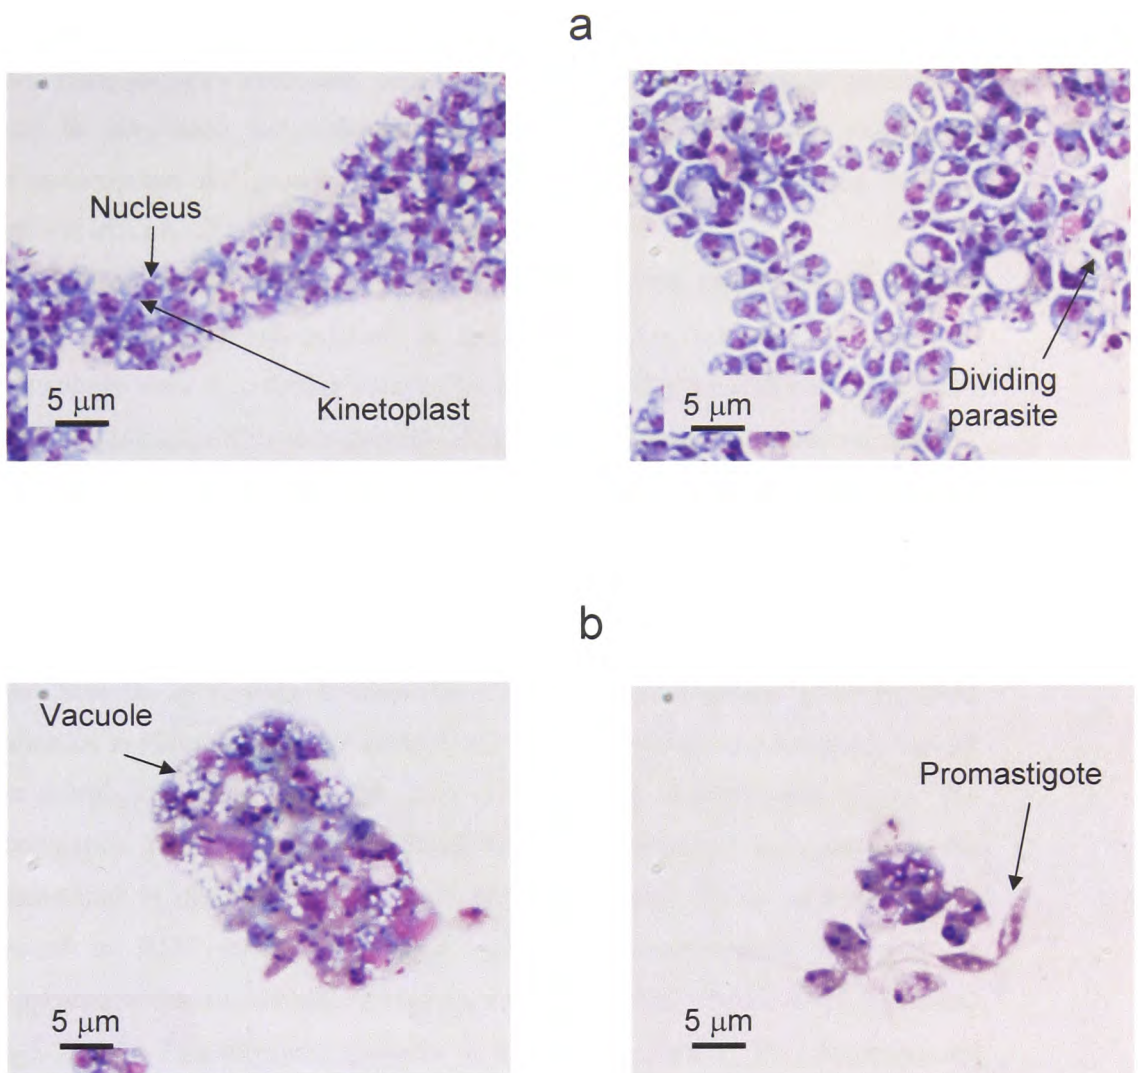 a
Nucleus
Kinetoplast
5 μm
Dividing
parasite
5 μm
b
Vacuole
5 μm
Promastigote
5 μm